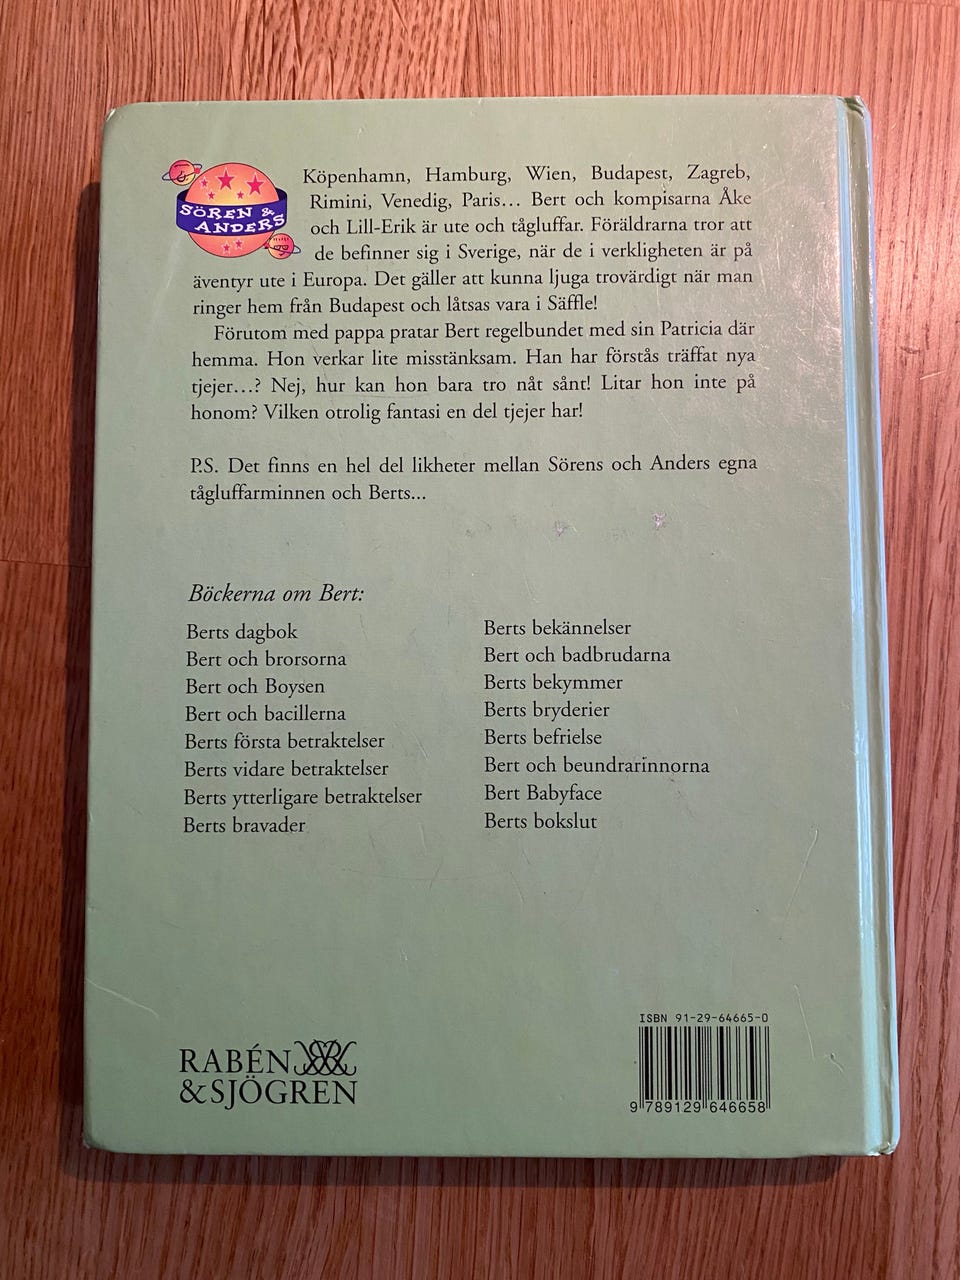 SÖREN &
ANDERS
Köpenhamn, Hamburg, Wien, Budapest, Zagreb,
Rimini, Venedig, Paris... Bert och kompisarna Åke
och Lill-Erik är ute och tågluffar. Föräldrarna tror att
de befinner sig i Sverige, när de i verkligheten är på
äventyr ute i Europa. Det gäller att kunna ljuga trovärdigt när man
ringer hem från Budapest och låtsas vara i Säffle!
Förutom med pappa pratar Bert regelbundet med sin Patricia där
hemma. Hon verkar lite misstänksam. Han har förstås träffat nya
tjejer...? Nej, hur kan hon bara tro nåt sånt! Litar hon inte på
honom? Vilken otrolig fantasi en del tjejer har!
P.S. Det finns en hel del likheter mellan Sörens och Anders egna
tågluffarminnen och Berts...
Böckerna om Bert:
Berts dagbok
Bert och brorsorna
Bert och Boysen
Bert och bacillerna
Berts första betraktelser
Berts vidare betraktelser
Berts ytterligare betraktelser
Berts bravader
Berts bekännelser
Bert och badbrudarna
Berts bekymmer
Berts bryderier
Berts befrielse
Bert och beundrarinnorna
Bert Babyface
Berts bokslut
RABÉN
&SJÖGREN
ISBN 91-29-64665-0
9 789129 646658